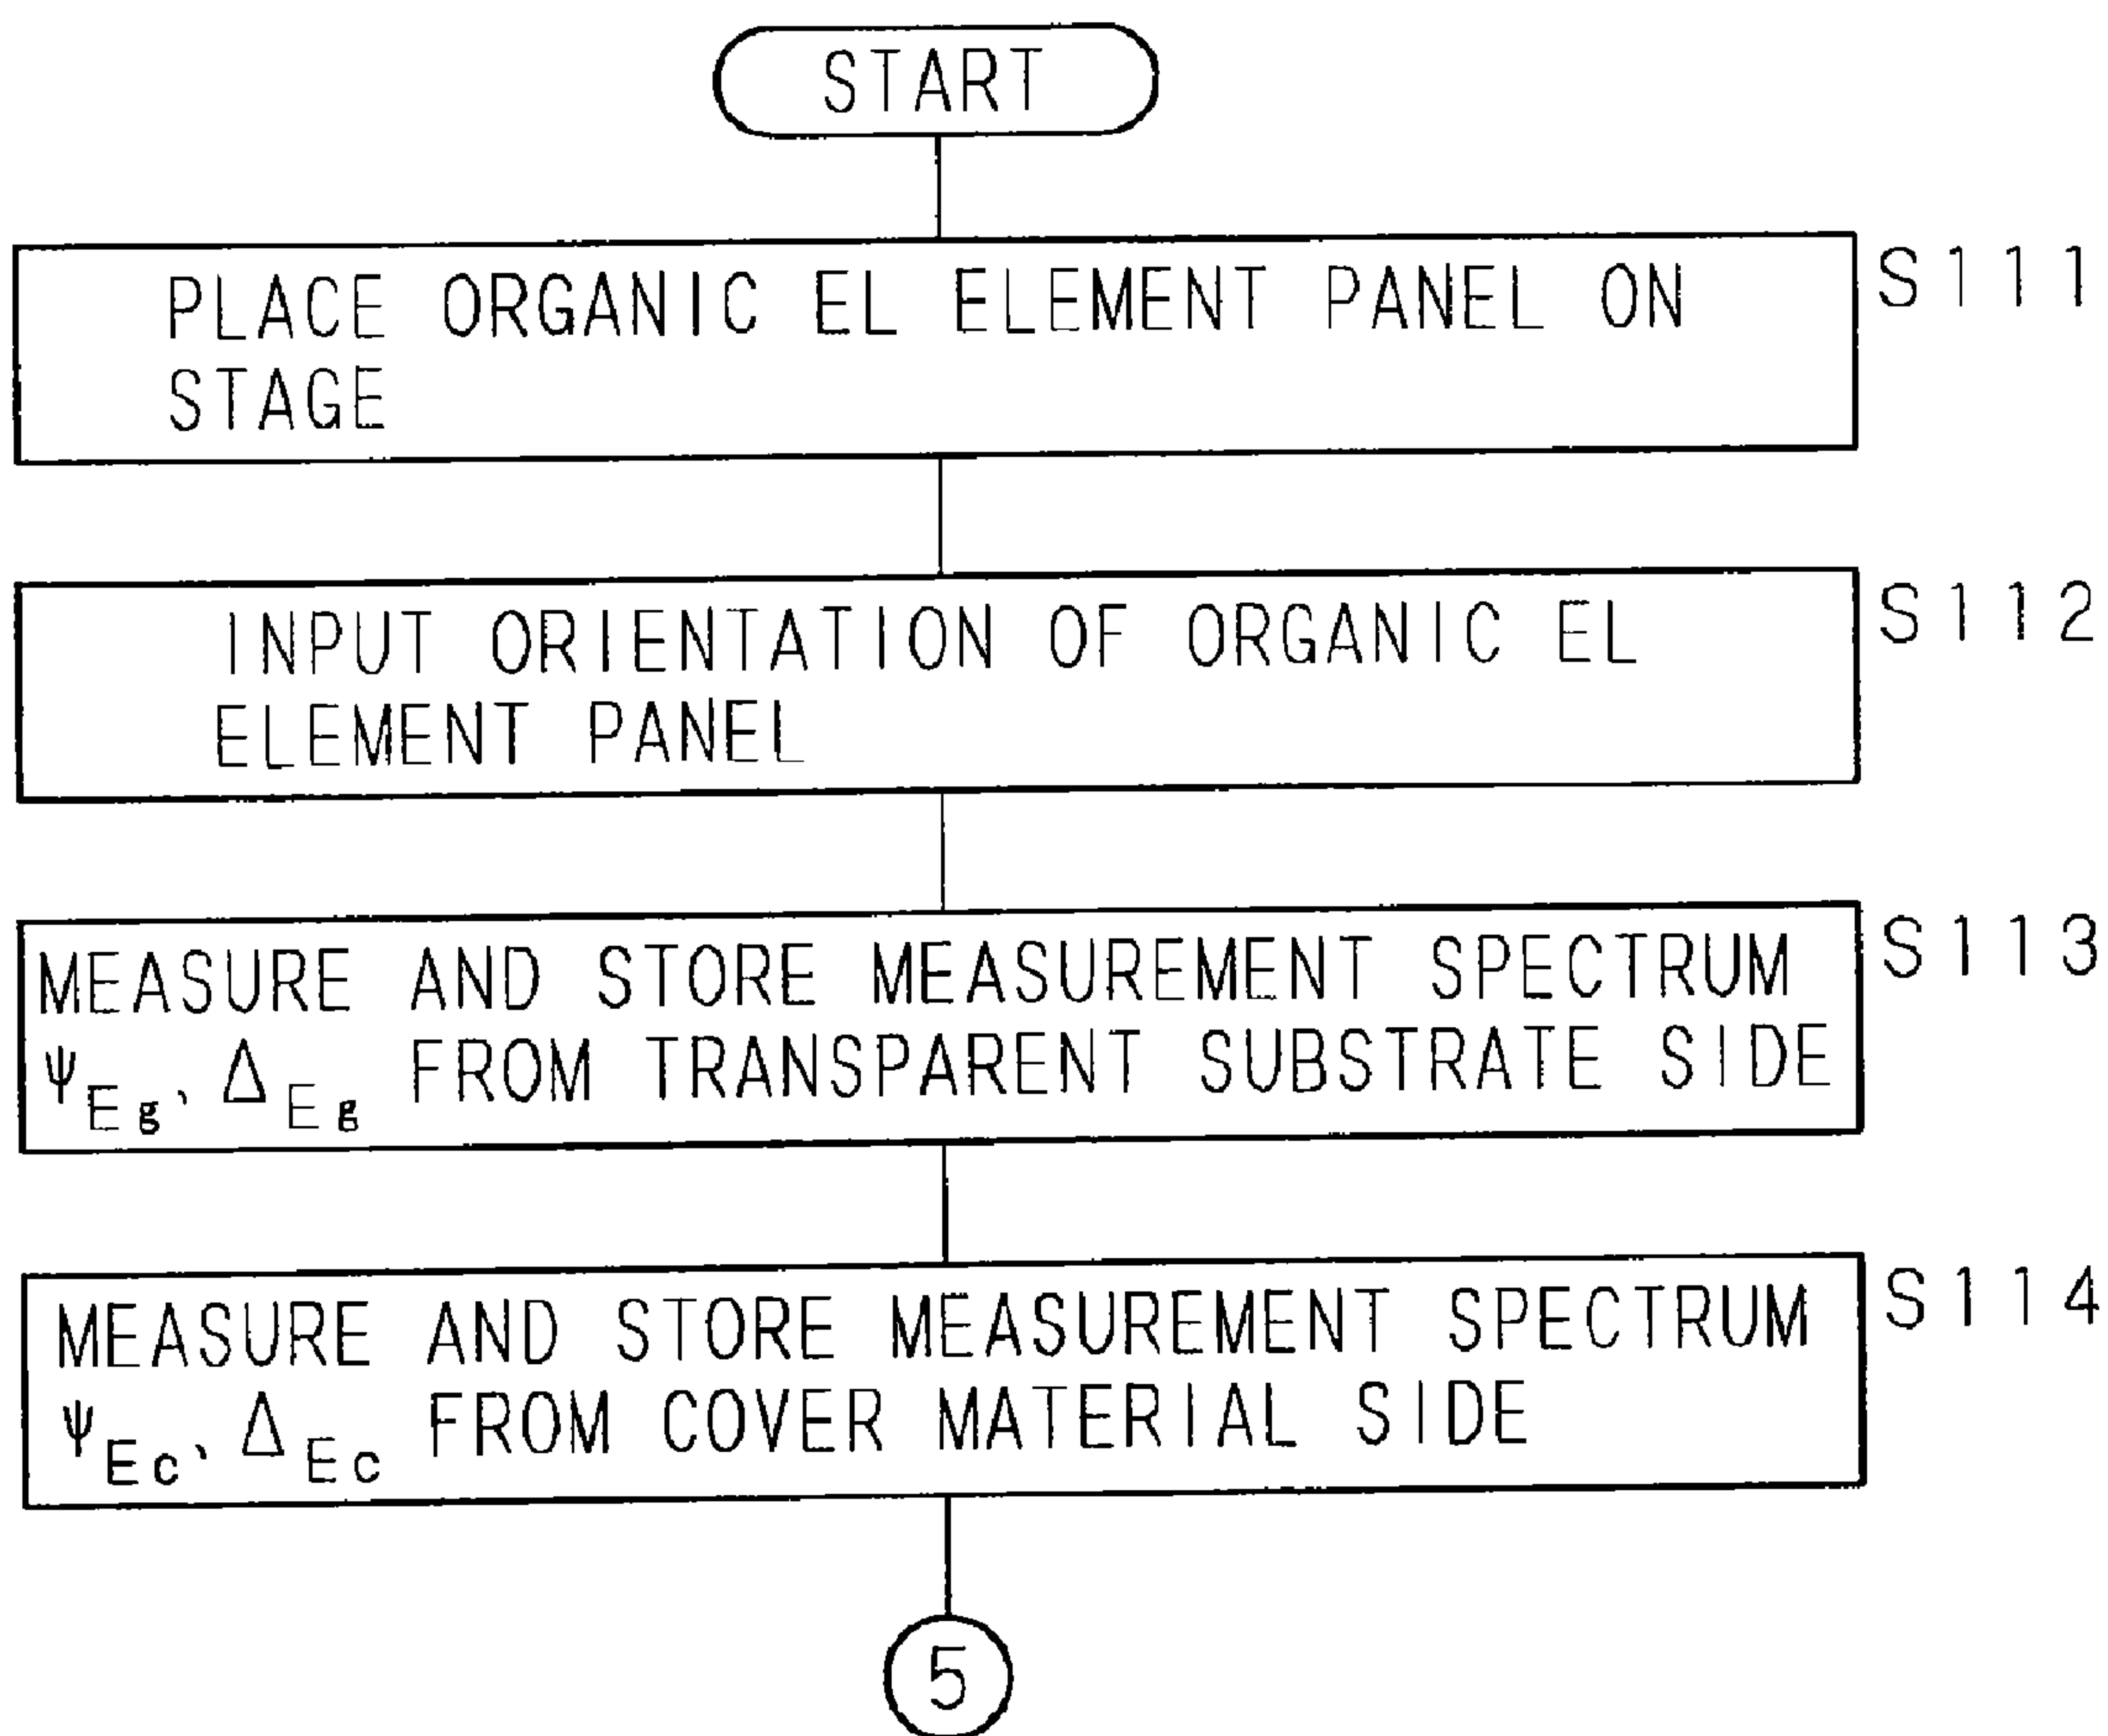 START
PLACE ORGANIC EL ELEMENT PANEL ON
STAGE
S111
INPUT ORIENTATION OF ORGANIC EL
ELEMENT PANEL
S112
MEASURE AND STORE MEASUREMENT SPECTRUM
ΨEg、ΔEg FROM TRANSPARENT SUBSTRATE SIDE
S113
MEASURE AND STORE MEASUREMENT SPECTRUM
ΨEc、ΔEc FROM COVER MATERIAL SIDE
S114
5